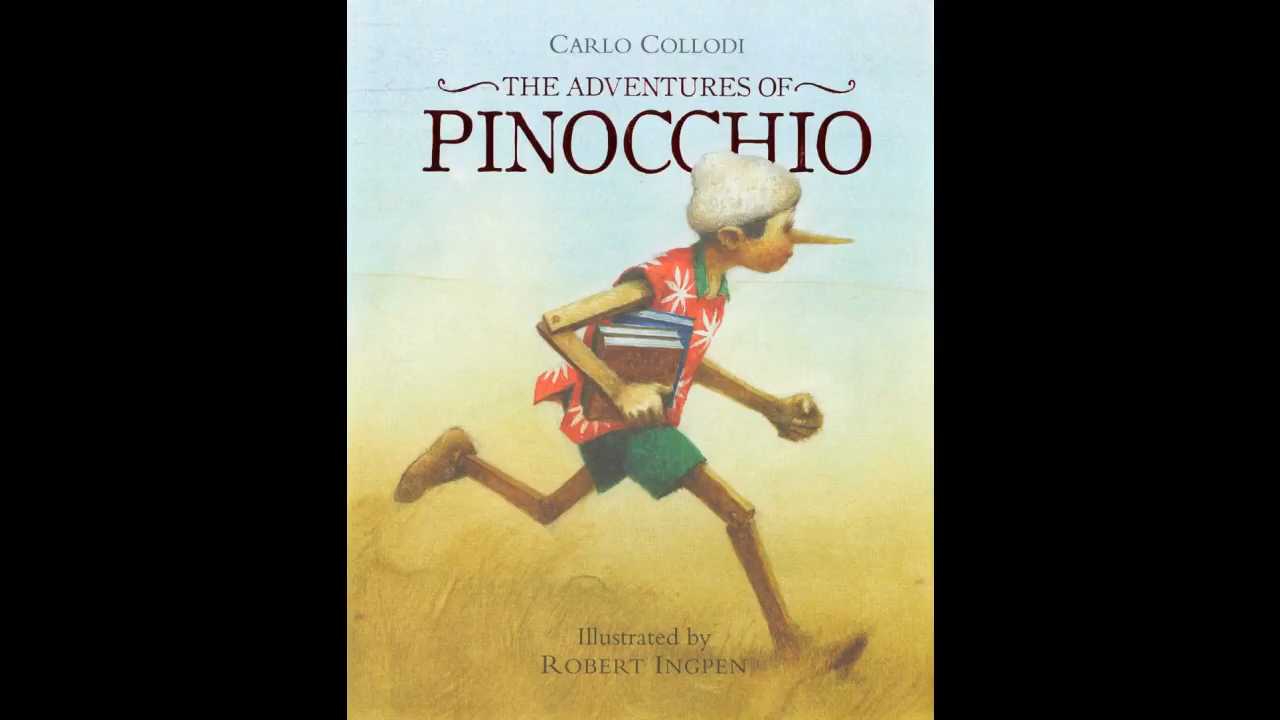 CARLO COLLODI
THE ADVENTURES OF
PINOCCHIO
Illustrated by
ROBERT INGPEN